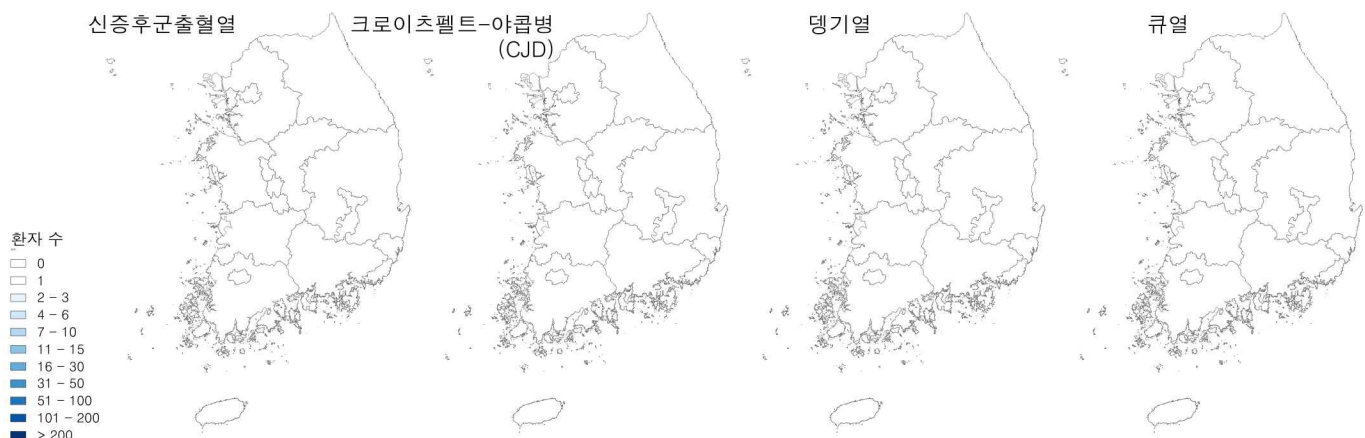 신증후군출혈열
크로이츠펠트-야콥병
(CJD)
뎅기열
큐열
환자 수
0
1
2 - 3
4 - 6
7 - 10
11 - 15
16 - 30
31 - 50
51 - 100
101 - 200
> 200